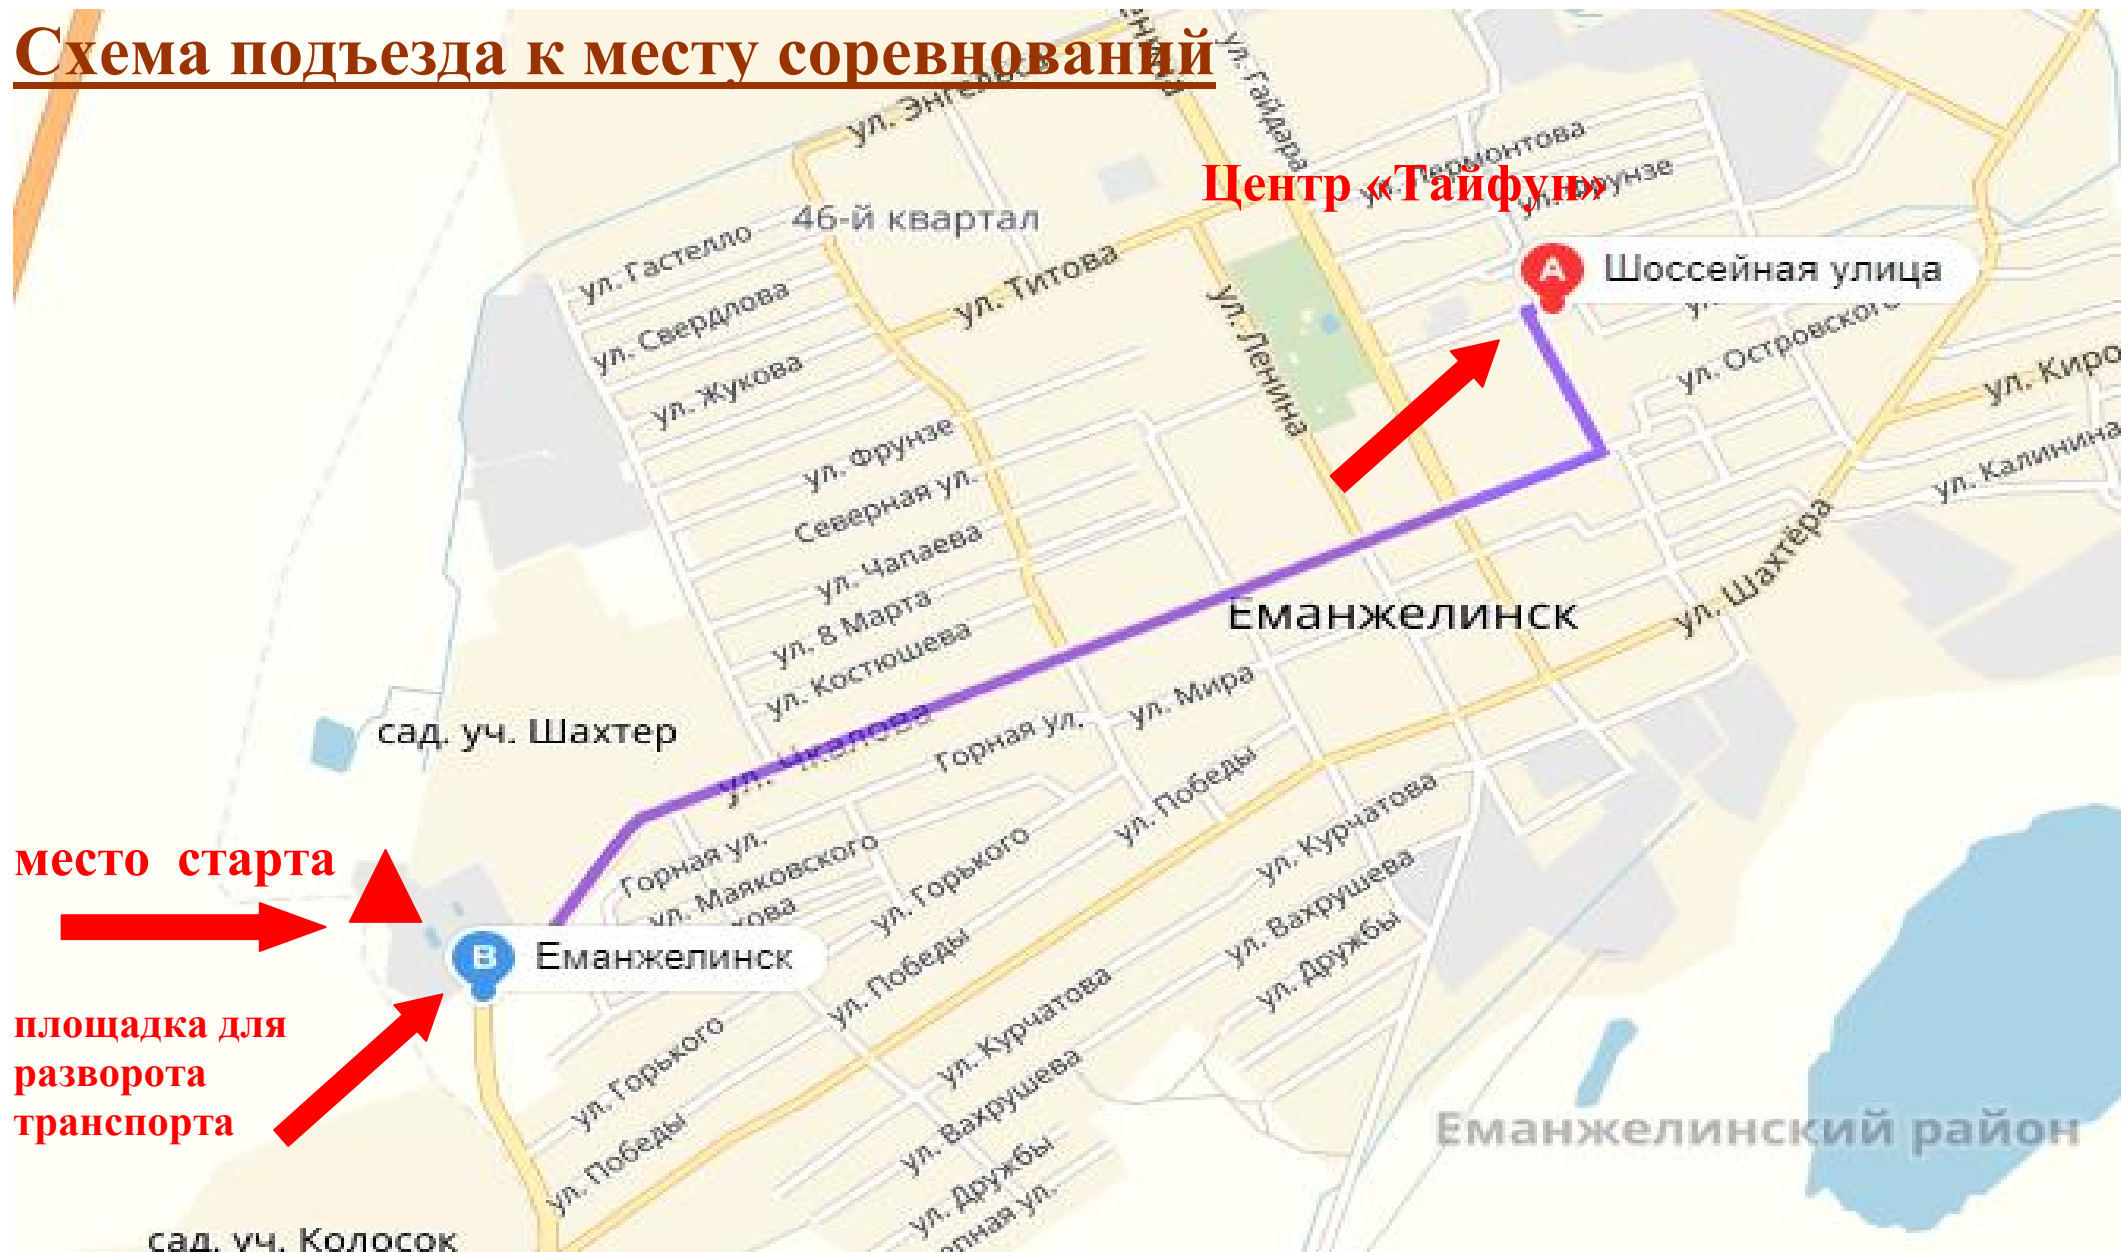 Схема подъезда к месту соревнований
ул. Гайдара
ул. Лермонтова
ул. Фрунзе
Центр «Тайфун»
46-й квартал
ул. Гастелло
ул. Титова
А
Шоссейная улица
ул. Свердлова
ул. Ленина
ул.
ул. Островского
ул. Жукова
ул. Киро
ул. Фрунзе
ул. Калинина
Северная ул.
ул. Чапаева
ул. Шахтёра
ул. 8 Марта
Еманжелинск
ул. Костюшева
ул. Мира
сад. уч. Шахтер
ул. Чкалова
Горная ул.
ул. Победы
ул. Курчатова
место старта
Горная ул.
ул. Маяковского
ул. Горького
ул. Вахрушева
ул. Дружбы
В
Еманжелинск
ул. Победы
площадка для
разворота
транспорта
ул. Горького
ул. Курчатова
ул. Вахрушева
Еманжелинский район
ул. Победы
ул. Дружбы
сад. уч. Колосок